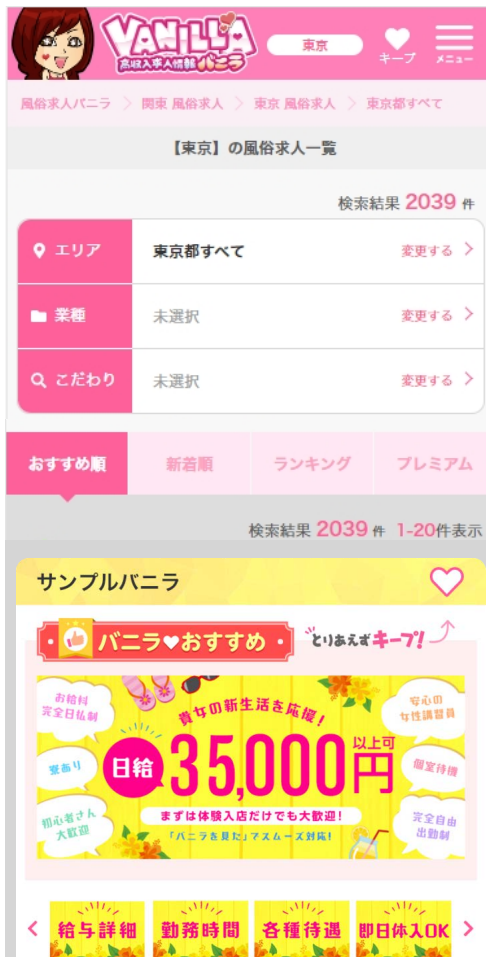 VANILLA
高収入求人情報 バニラ
東京
キープ
メニュー
風俗求人バニラ > 関東 風俗求人 > 東京 風俗求人 > 東京都すべて
【東京】の風俗求人一覧
検索結果 2039 件
エリア
東京都すべて
変更する
業種
未選択
変更する
こだわり
未選択
変更する
おすすめ順
新着順
ランキング
プレミアム
検索結果 2039 件 1-20件表示
サンプルバニラ
バニラ♥おすすめ
とりあえずキープ!
お給料
完全日払制
貴女の新生活を応援!
安心の
女性講習員
寮あり
日給35,000円以上可
個室待機
初心者さん
大歓迎
まずは体験入店だけでも大歓迎!
「バニラを見た」でスムーズ対応!
完全自由
出勤制
給与詳細
勤務時間
各種待遇
即日体入OK